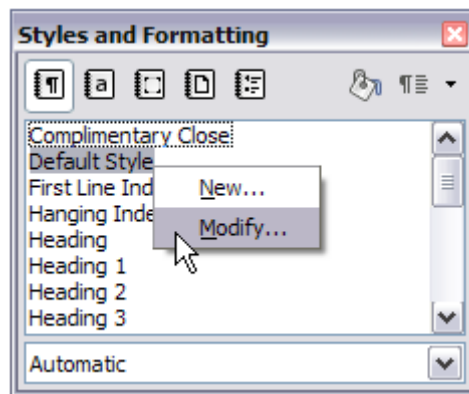 Styles and Formatting
Complimentary Close
Default Style
First Line Ind
New...
Hanging Inde
Modify...
Heading
Heading 1
Heading 2
Heading 3
Automatic